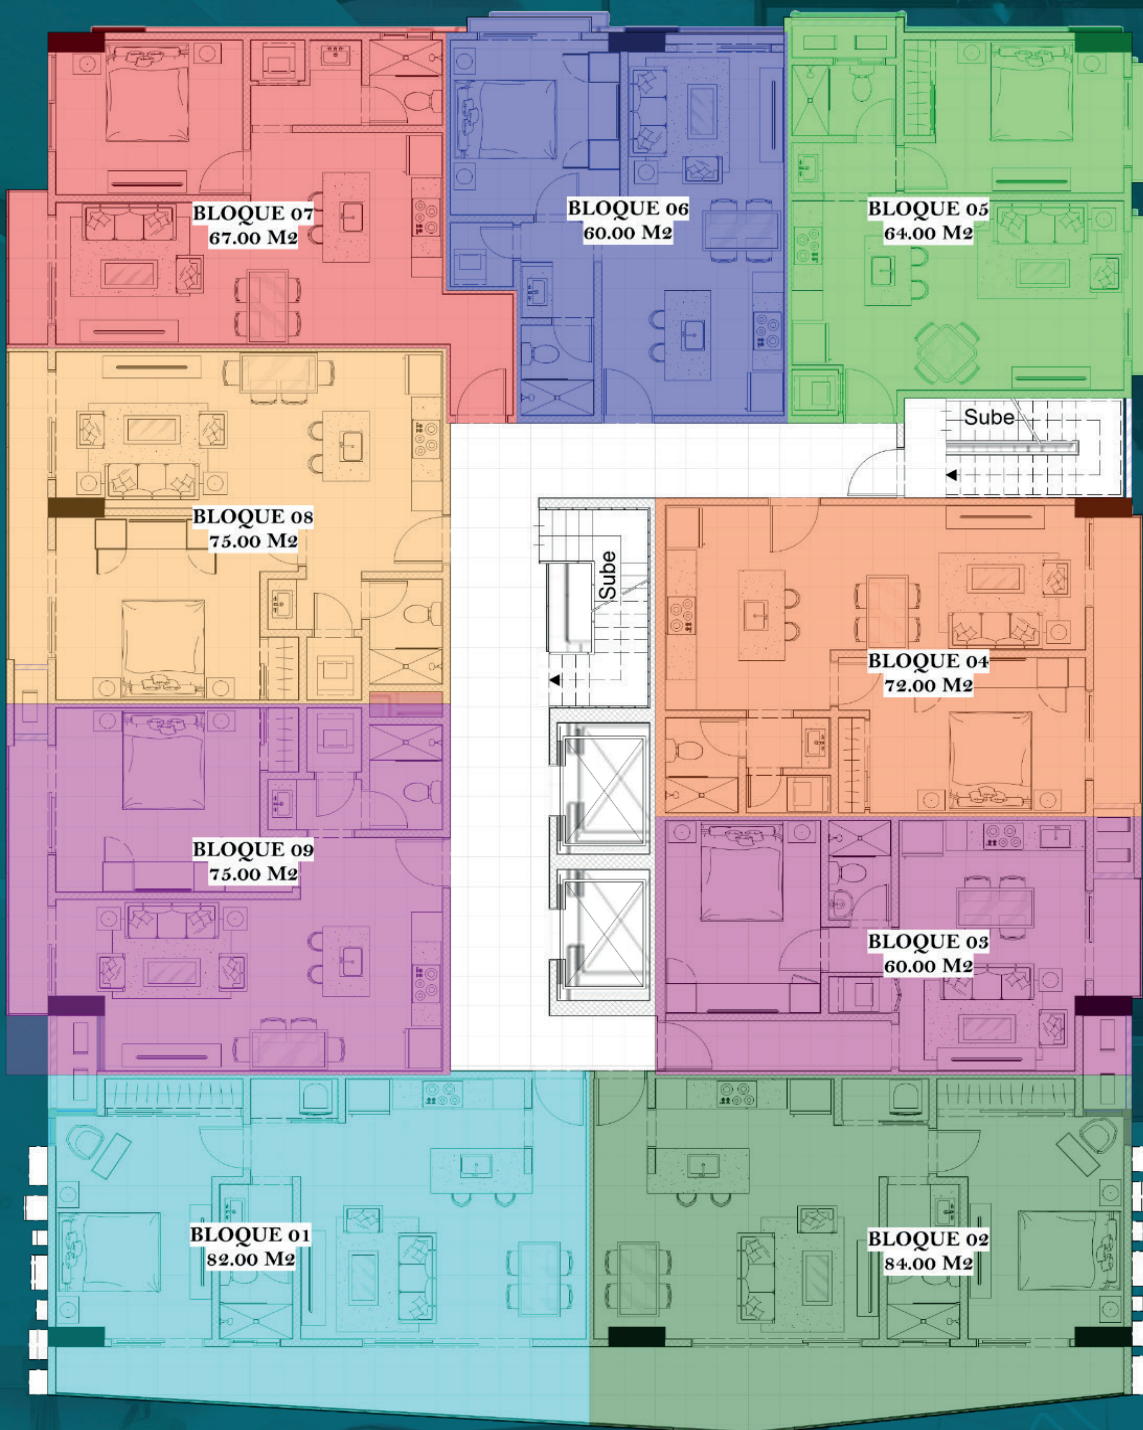 BLOQUE 07
67.00 M2
BLOQUE 06
60.00 M2
BLOQUE 05
64.00 M2
Sube
BLOQUE 08
75.00 M2
Sube
BLOQUE 04
72.00 M2
BLOQUE 09
75.00 M2
BLOQUE 03
60.00 M2
BLOQUE 01
82.00 M2
BLOQUE 02
84.00 M2